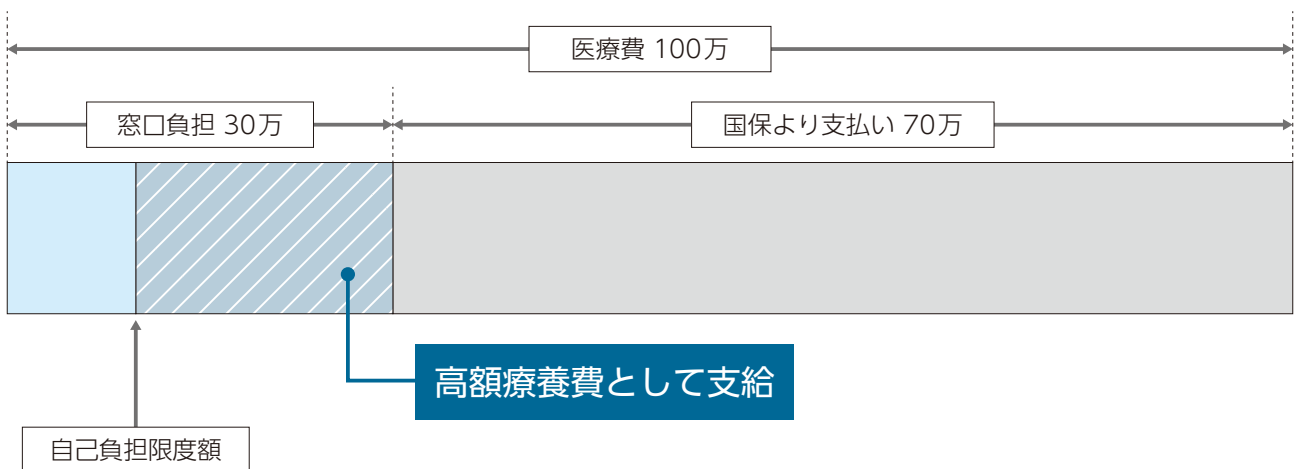 医療費 100万
窓口負担 30万
国保より支払い 70万
高額療養費として支給
自己負担限度額